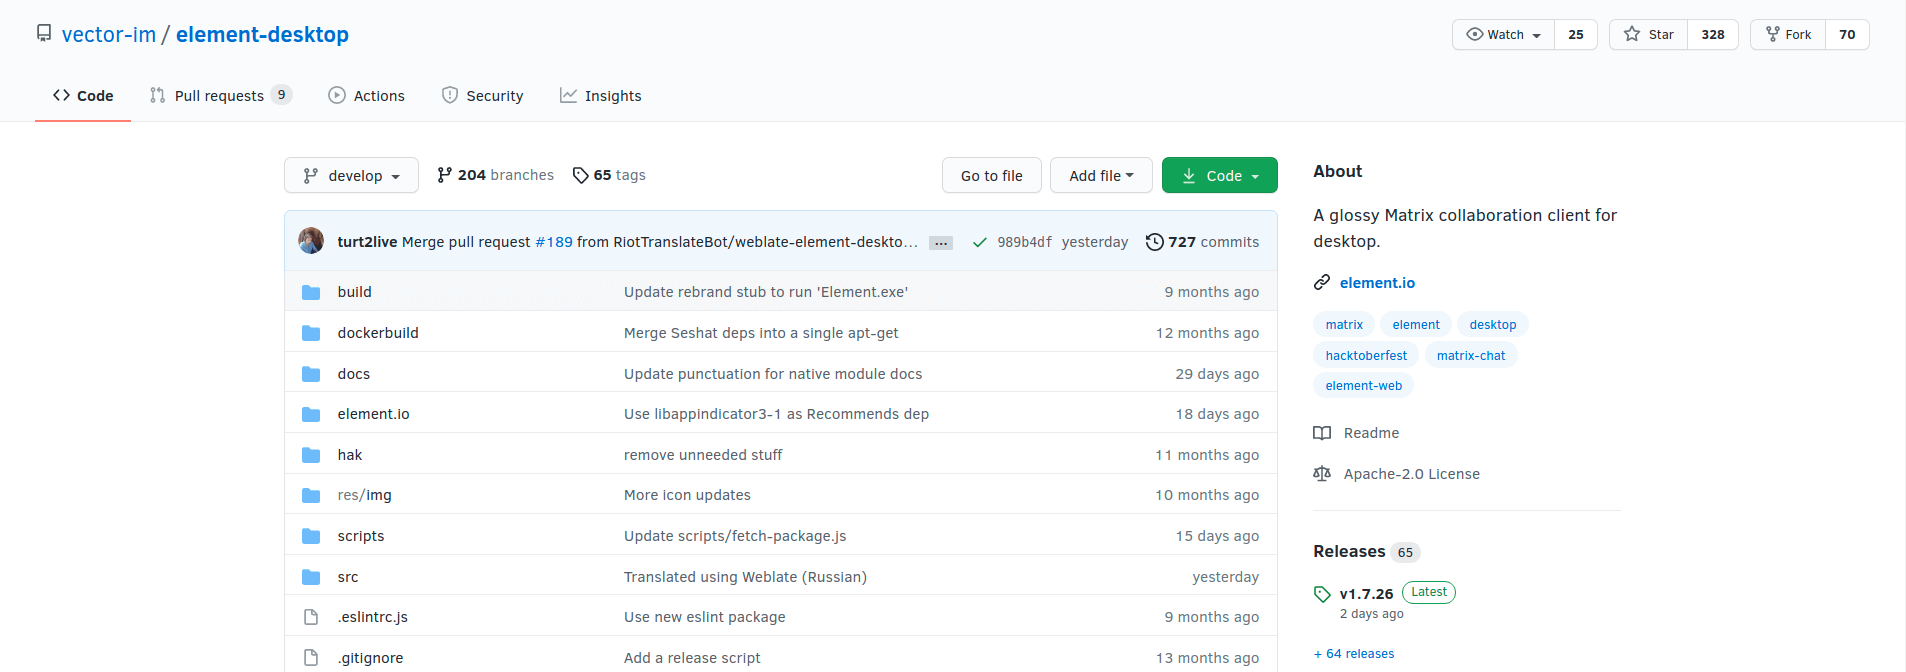 vector-im / element-desktop
Watch 25 Star 328 Fork 70
Code Pull requests 9 Actions Security Insights
develop 204 branches 65 tags Go to file Add file Code
turt2live Merge pull request #189 from RiotTranslateBot/weblate-element-deskto... ... 989b4df yesterday 727 commits
build Update rebrand stub to run 'Element.exe' 9 months ago
dockerbuild Merge Seshat deps into a single apt-get 12 months ago
docs Update punctuation for native module docs 29 days ago
element.io Use libappindicator3-1 as Recommends dep 18 days ago
hak remove unneeded stuff 11 months ago
res/img More icon updates 10 months ago
scripts Update scripts/fetch-package.js 15 days ago
src Translated using Weblate (Russian) yesterday
.eslintrc.js Use new eslint package 9 months ago
.gitignore Add a release script 13 months ago
About
A glossy Matrix collaboration client for
desktop.
element.io
matrix element desktop
hacktoberfest matrix-chat
element-web
Readme
Apache-2.0 License
Releases 65
v1.7.26 Latest
2 days ago
+ 64 releases